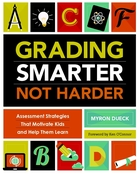 A C F
GRADING
SMARTER
NOT HARDER
Assessment Strategies
That Motivate Kids
and Help Them Learn
MYRON DUECK
Foreword by Ken O'Connor
B D